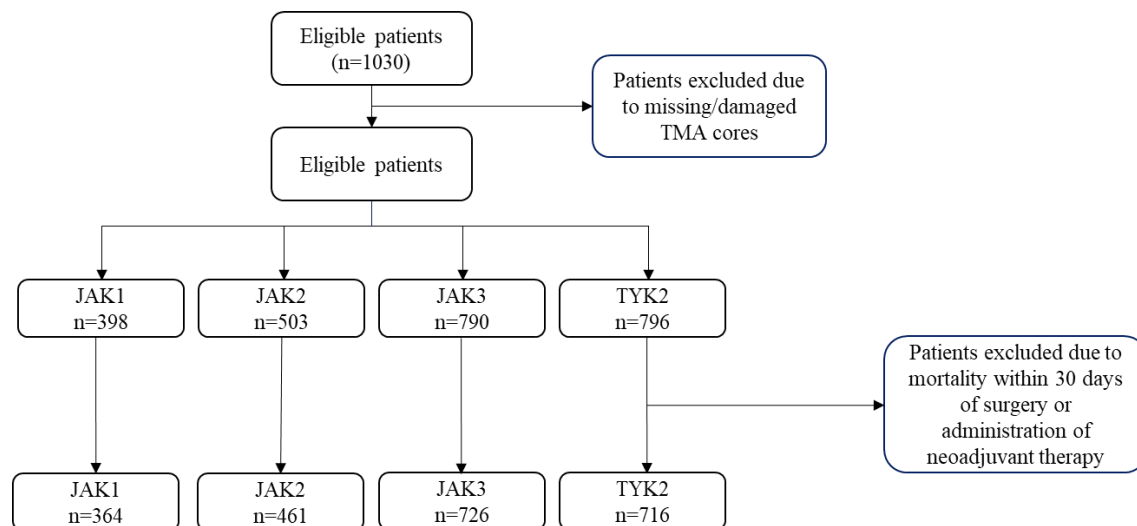 Eligible patients
(n=1030)
Patients excluded due
to missing/damaged
TMA cores
Eligible patients
JAK1
n=398
JAK2
n=503
JAK3
n=790
TYK2
n=796
Patients excluded due to
mortality within 30 days
of surgery or
administration of
neoadjuvant therapy
JAK1
n=364
JAK2
n=461
JAK3
n=726
TYK2
n=716